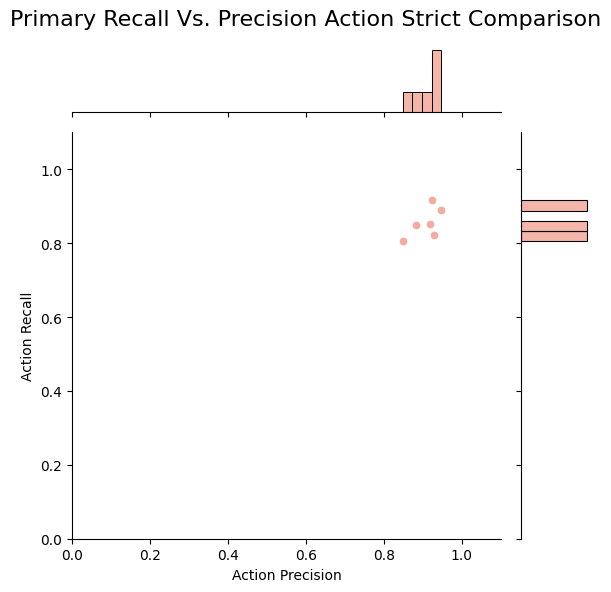 Primary Recall Vs. Precision Action Strict Comparison
1.0
0.8
0.6
0.4
0.2
0.0
Action Recall
0.0 0.2 0.4 0.6 0.8 1.0
Action Precision